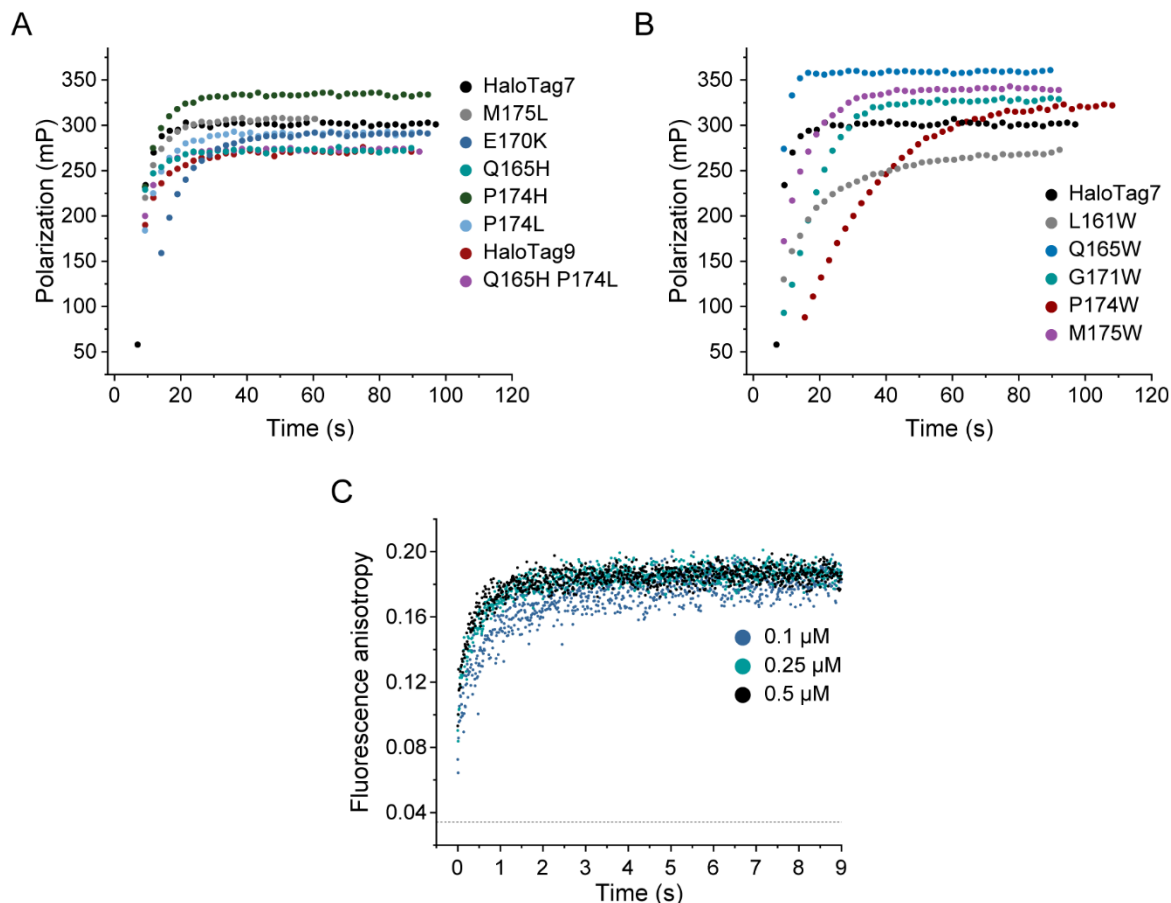 A
Polarization (mP)
350
300
250
200
150
100
50
0
20
40
60
80
100
120
Time (s)
HaloTag7
M175L
E170K
Q165H
P174H
P174L
HaloTag9
Q165H P174L
B
Polarization (mP)
350
300
250
200
150
100
50
0
20
40
60
80
100
120
Time (s)
HaloTag7
L161W
Q165W
G171W
P174W
M175W
C
Fluorescence anisotropy
0.20
0.16
0.12
0.08
0.04
0
1
2
3
4
5
6
7
8
9
Time (s)
0.1 µM
0.25 µM
0.5 µM